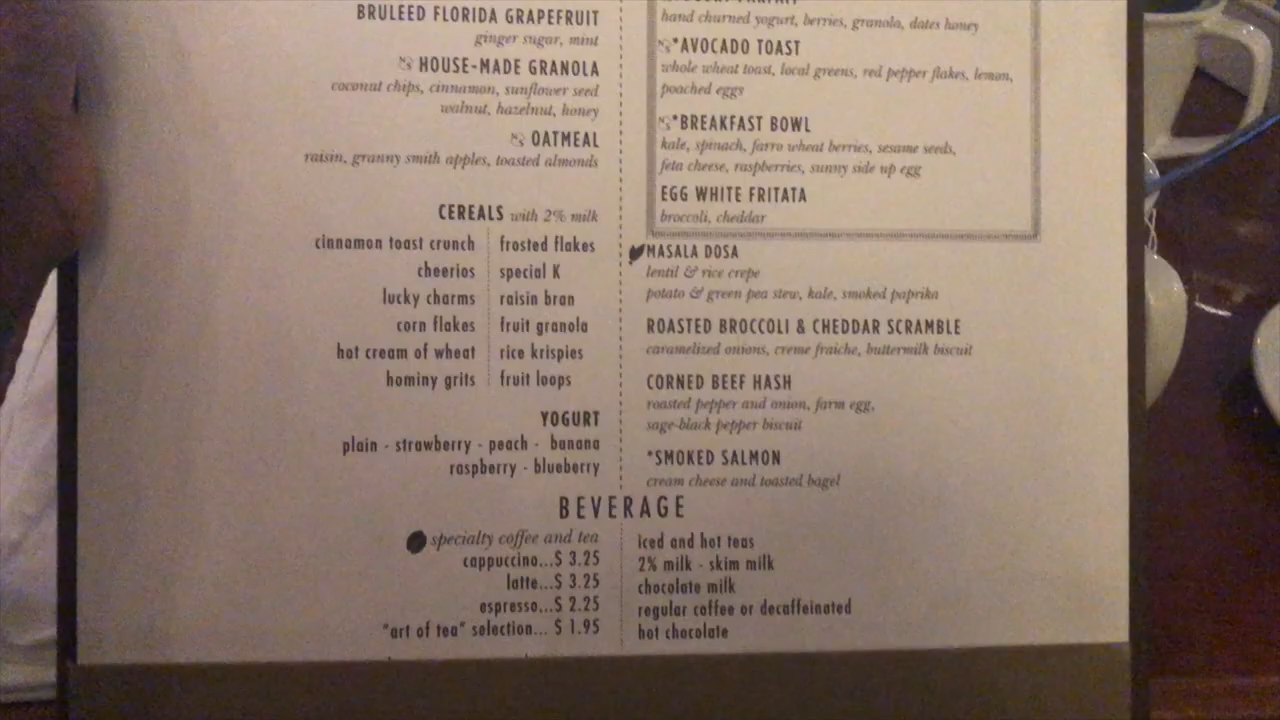 BRULEED FLORIDA GRAPEFRUIT
ginger sugar, mint
HOUSE-MADE GRANOLA
coconut chips, cinnamon, sunflower seed
walnut, hazelnut, honey
OATMEAL
raisin, granny smith apples, toasted almonds
CEREALS with 2% milk
cinnamon toast crunch
cheerios
lucky charms
corn flakes
hot cream of wheat
hominy grits
frosted flakes
special K
raisin bran
fruit granola
rice krispies
fruit loops
YOGURT
plain - strawberry - peach - banana
raspberry - blueberry
hand churned yogurt, berries, granola, dates honey
*AVOCADO TOAST
whole wheat toast, local greens, red pepper flakes, lemon,
poached eggs
*BREAKFAST BOWL
kale, spinach, farro wheat berries, sesame seeds,
feta cheese, raspberries, sunny side up egg
EGG WHITE FRITATA
broccoli, cheddar
MASALA DOSA
lentil & rice crepe
potato & green pea stew, kale, smoked paprika
ROASTED BROCCOLI & CHEDDAR SCRAMBLE
caramelized onions, creme fraiche, buttermilk biscuit
CORNED BEEF HASH
roasted pepper and onion, farm egg,
sage-black pepper biscuit
*SMOKED SALMON
cream cheese and toasted bagel
BEVERAGE
specialty coffee and tea
cappuccino...$ 3.25
latte...$ 3.25
espresso...$ 2.25
"art of tea" selection... $ 1.95
iced and hot teas
2% milk - skim milk
chocolate milk
regular coffee or decaffeinated
hot chocolate